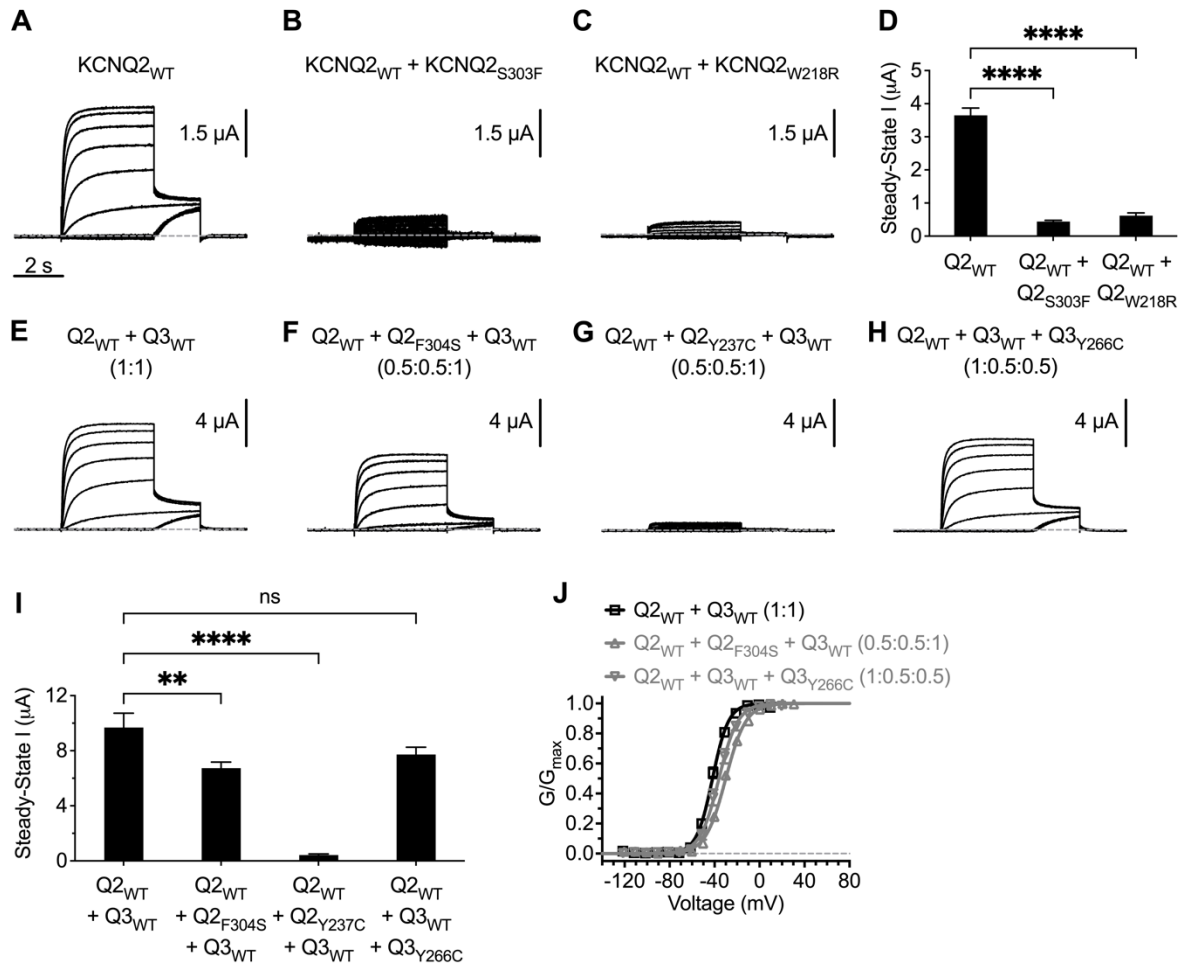 A
KCNQ2WT
1.5 µA
2 s
B
KCNQ2WT + KCNQ2S303F
1.5 µA
C
KCNQ2WT + KCNQ2W218R
1.5 µA
D
****
****
Steady-State I (µA)
5
4
3
2
1
0
Q2WT
Q2WT +
Q2S303F
Q2WT +
Q2W218R
E
Q2WT + Q3WT
(1:1)
4 µA
F
Q2WT + Q2F304S + Q3WT
(0.5:0.5:1)
4 µA
G
Q2WT + Q2Y237C + Q3WT
(0.5:0.5:1)
4 µA
H
Q2WT + Q3WT + Q3Y266C
(1:0.5:0.5)
4 µA
I
ns
****
**
Steady-State I (µA)
12
8
4
0
Q2WT
+ Q3WT
Q2WT
+ Q2F304S
+ Q3WT
Q2WT
+ Q2Y237C
+ Q3WT
Q2WT
+ Q3WT
+ Q3Y266C
J
Q2WT + Q3WT (1:1)
Q2WT + Q2F304S + Q3WT (0.5:0.5:1)
Q2WT + Q3WT + Q3Y266C (1:0.5:0.5)
G/Gmax
1.0
0.8
0.6
0.4
0.2
0.0
-120 -80 -40 0 40 80
Voltage (mV)